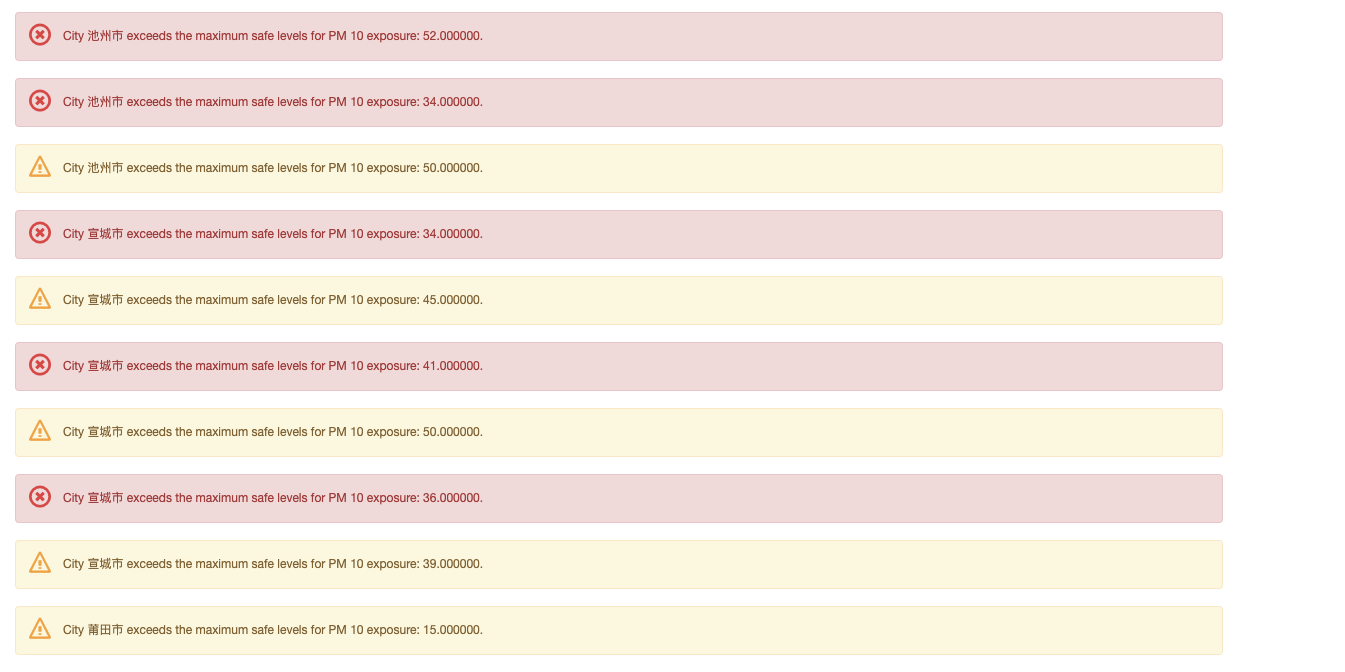 City 池州市 exceeds the maximum safe levels for PM 10 exposure: 52.000000.
City 池州市 exceeds the maximum safe levels for PM 10 exposure: 34.000000.
City 池州市 exceeds the maximum safe levels for PM 10 exposure: 50.000000.
City 宣城市 exceeds the maximum safe levels for PM 10 exposure: 34.000000.
City 宣城市 exceeds the maximum safe levels for PM 10 exposure: 45.000000.
City 宣城市 exceeds the maximum safe levels for PM 10 exposure: 41.000000.
City 宣城市 exceeds the maximum safe levels for PM 10 exposure: 50.000000.
City 宣城市 exceeds the maximum safe levels for PM 10 exposure: 36.000000.
City 宣城市 exceeds the maximum safe levels for PM 10 exposure: 39.000000.
City 莆田市 exceeds the maximum safe levels for PM 10 exposure: 15.000000.